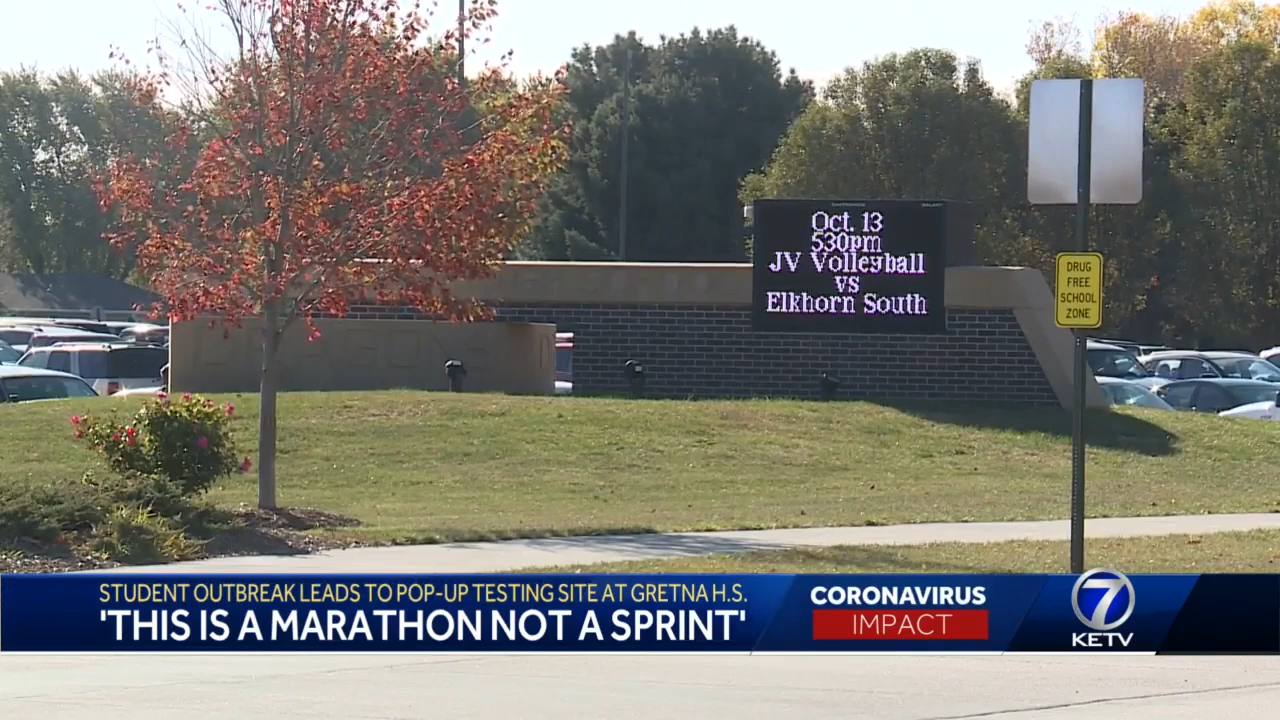 Oct. 13
530pm
JV Volleyball
vs
Elkhorn South
DRUG
FREE
SCHOOL
ZONE
DRAGONS
STUDENT OUTBREAK LEADS TO POP-UP TESTING SITE AT GRETNA H.S.
'THIS IS A MARATHON NOT A SPRINT'
CORONAVIRUS
IMPACT
7
KETV